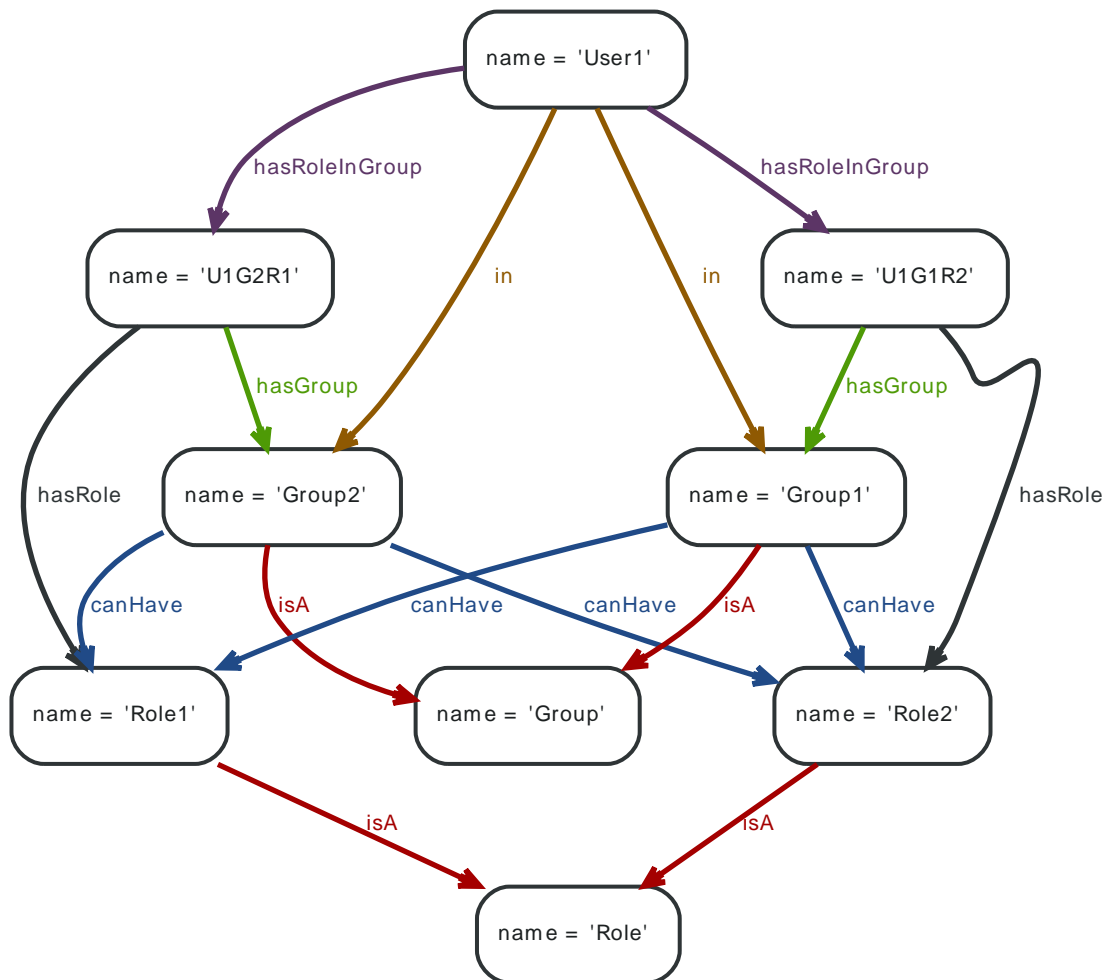 name = 'User1'
hasRoleInGroup
hasRoleInGroup
name = 'U1G2R1'
in
in
name = 'U1G1R2'
hasGroup
hasGroup
hasRole
name = 'Group2'
name = 'Group1'
hasRole
canHave
isA
canHave
canHave
isA
canHave
name = 'Role1'
name = 'Group'
name = 'Role2'
isA
isA
name = 'Role'